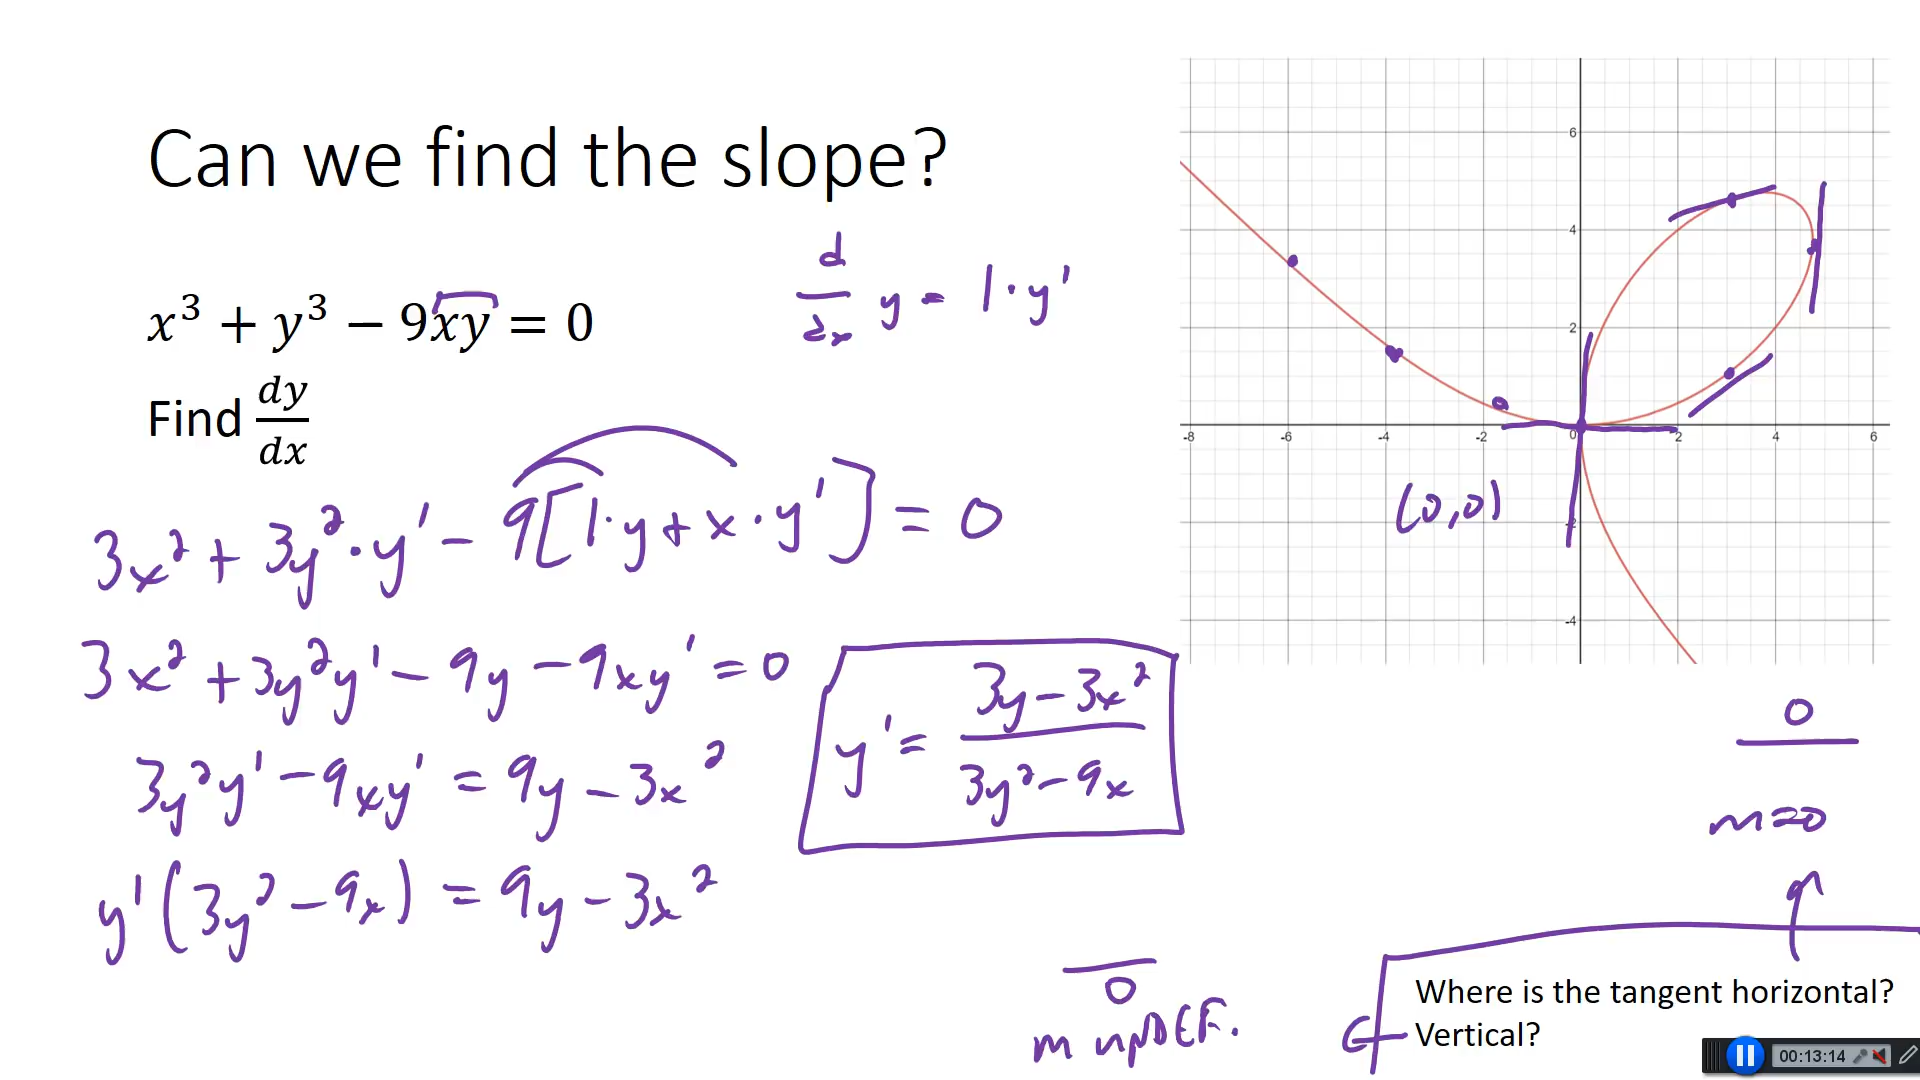 Can we find the slope?
x³ + y³ − 9xy = 0
d/dx y = 1 · y'
Find dy/dx
3x² + 3y² · y' − 9[1 · y + x · y'] = 0
3x² + 3y²y' − 9y − 9xy' = 0
3y²y' − 9xy' = 9y − 3x²
y'(3y² − 9x) = 9y − 3x²
y' = (3y − 3x²)/(3y² − 9x)
6
4
2
-8 -6 -4 -2 0 2 4 6
-2
-4
(0,0)
0
m=0
0
m UNDEF.
Where is the tangent horizontal?
Vertical?
00:13:14